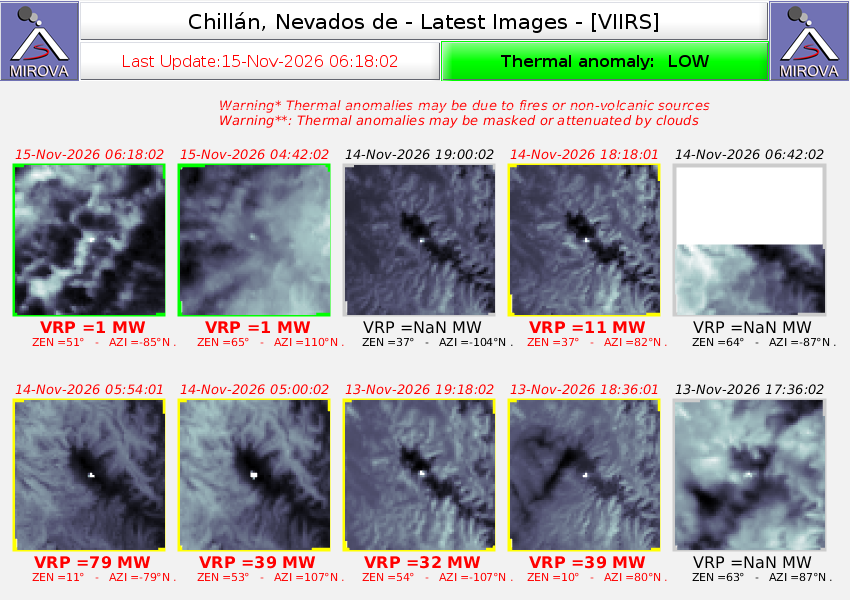 Chillán, Nevados de - Latest Images - [VIIRS]
MIROVA
Last Update:15-Nov-2026 06:18:02
Thermal anomaly: LOW
MIROVA
Warning* Thermal anomalies may be due to fires or non-volcanic sources
Warning**: Thermal anomalies may be masked or attenuated by clouds
15-Nov-2026 06:18:02
15-Nov-2026 04:42:02
14-Nov-2026 19:00:02
14-Nov-2026 18:18:01
14-Nov-2026 06:42:02
VRP =1 MW
VRP =1 MW
VRP =NaN MW
VRP =11 MW
VRP =NaN MW
ZEN =51° - AZI =-85°N .
ZEN =65° - AZI =110°N .
ZEN =37° - AZI =-104°N .
ZEN =37° - AZI =82°N .
ZEN =64° - AZI =-87°N .
14-Nov-2026 05:54:01
14-Nov-2026 05:00:02
13-Nov-2026 19:18:02
13-Nov-2026 18:36:01
13-Nov-2026 17:36:02
VRP =79 MW
VRP =39 MW
VRP =32 MW
VRP =39 MW
VRP =NaN MW
ZEN =11° - AZI =-79°N .
ZEN =53° - AZI =107°N .
ZEN =54° - AZI =-107°N .
ZEN =10° - AZI =80°N .
ZEN =63° - AZI =87°N .